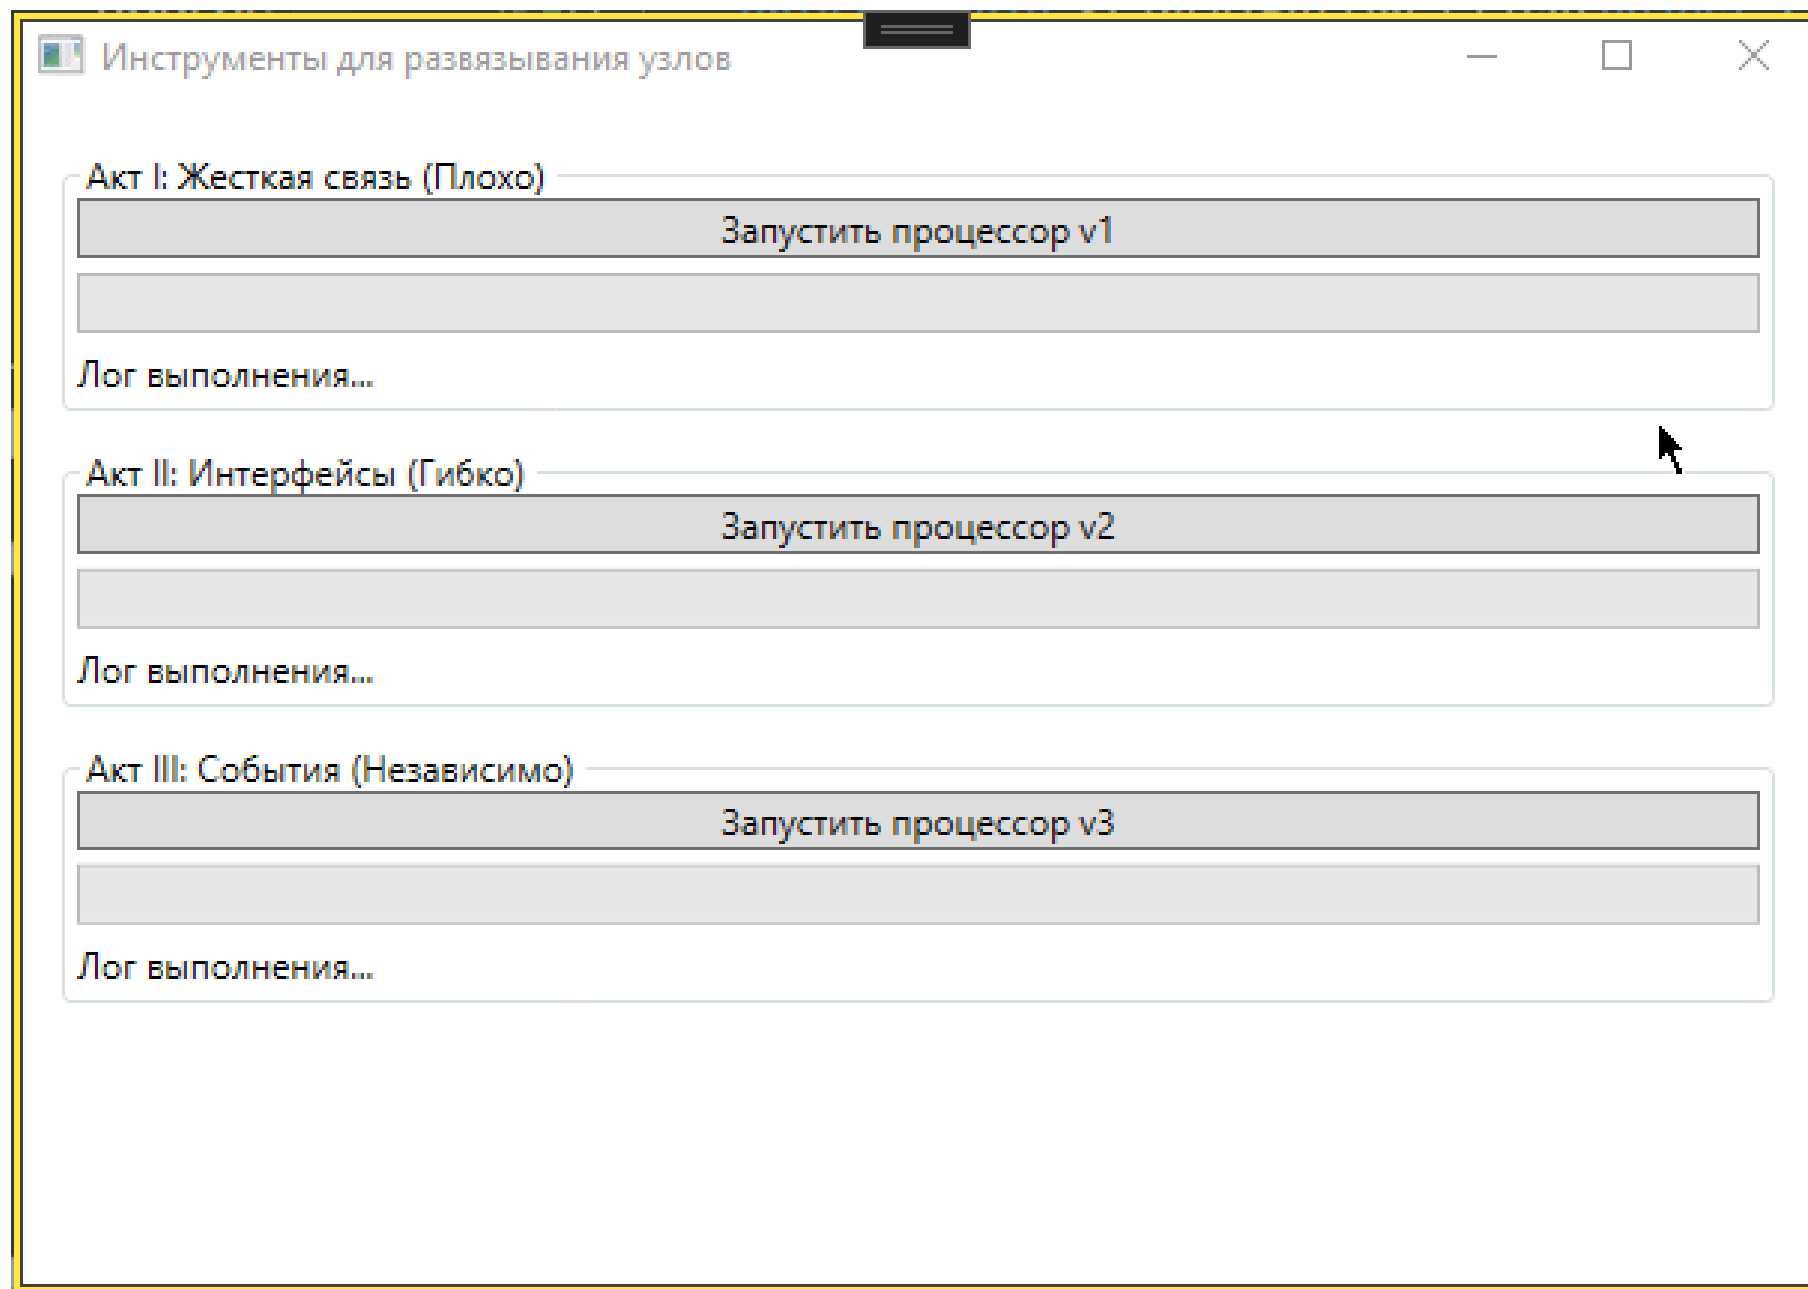 Инструменты для развязывания узлов
Акт I: Жесткая связь (Плохо)
Запустить процессор v1
Лог выполнения...
Акт II: Интерфейсы (Гибко)
Запустить процессор v2
Лог выполнения...
Акт III: События (Независимо)
Запустить процессор v3
Лог выполнения...